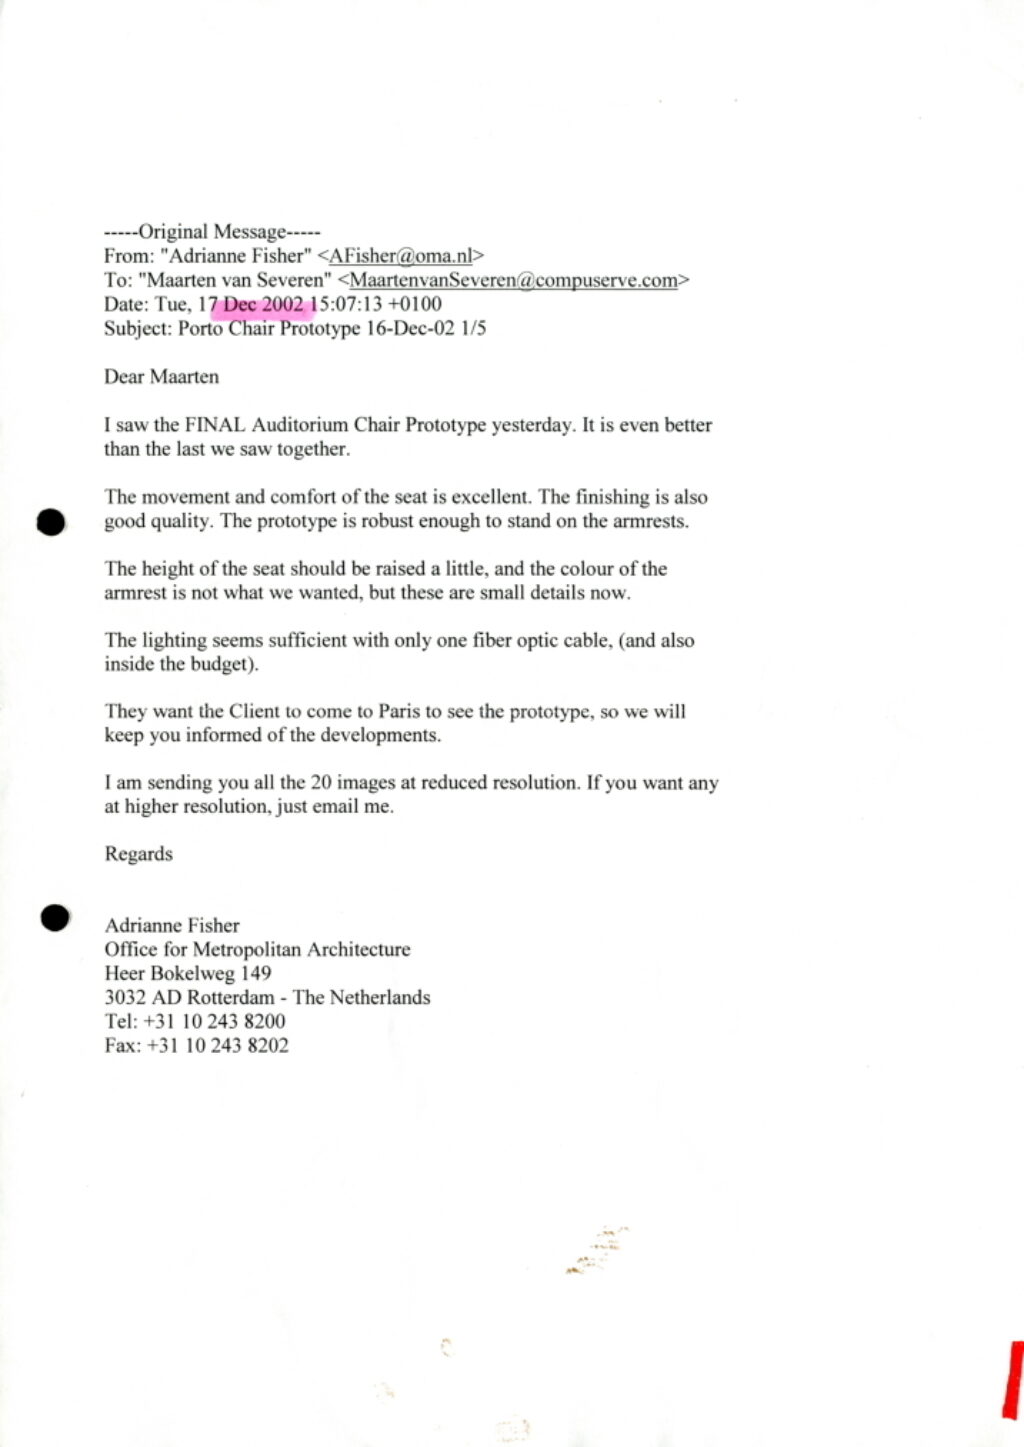 -----Original Message-----
From: "Adrianne Fisher" <AFisher@oma.nl>
To: "Maarten van Severen" <MaartenvanSeveren@compuserve.com>
Date: Tue, 17 Dec 2002 15:07:13 +0100
Subject: Porto Chair Prototype 16-Dec-02 1/5
Dear Maarten
I saw the FINAL Auditorium Chair Prototype yesterday. It is even better
than the last we saw together.
The movement and comfort of the seat is excellent. The finishing is also
good quality. The prototype is robust enough to stand on the armrests.
The height of the seat should be raised a little, and the colour of the
armrest is not what we wanted, but these are small details now.
The lighting seems sufficient with only one fiber optic cable, (and also
inside the budget).
They want the Client to come to Paris to see the prototype, so we will
keep you informed of the developments.
I am sending you all the 20 images at reduced resolution. If you want any
at higher resolution, just email me.
Regards
Adrianne Fisher
Office for Metropolitan Architecture
Heer Bokelweg 149
3032 AD Rotterdam - The Netherlands
Tel: +31 10 243 8200
Fax: +31 10 243 8202